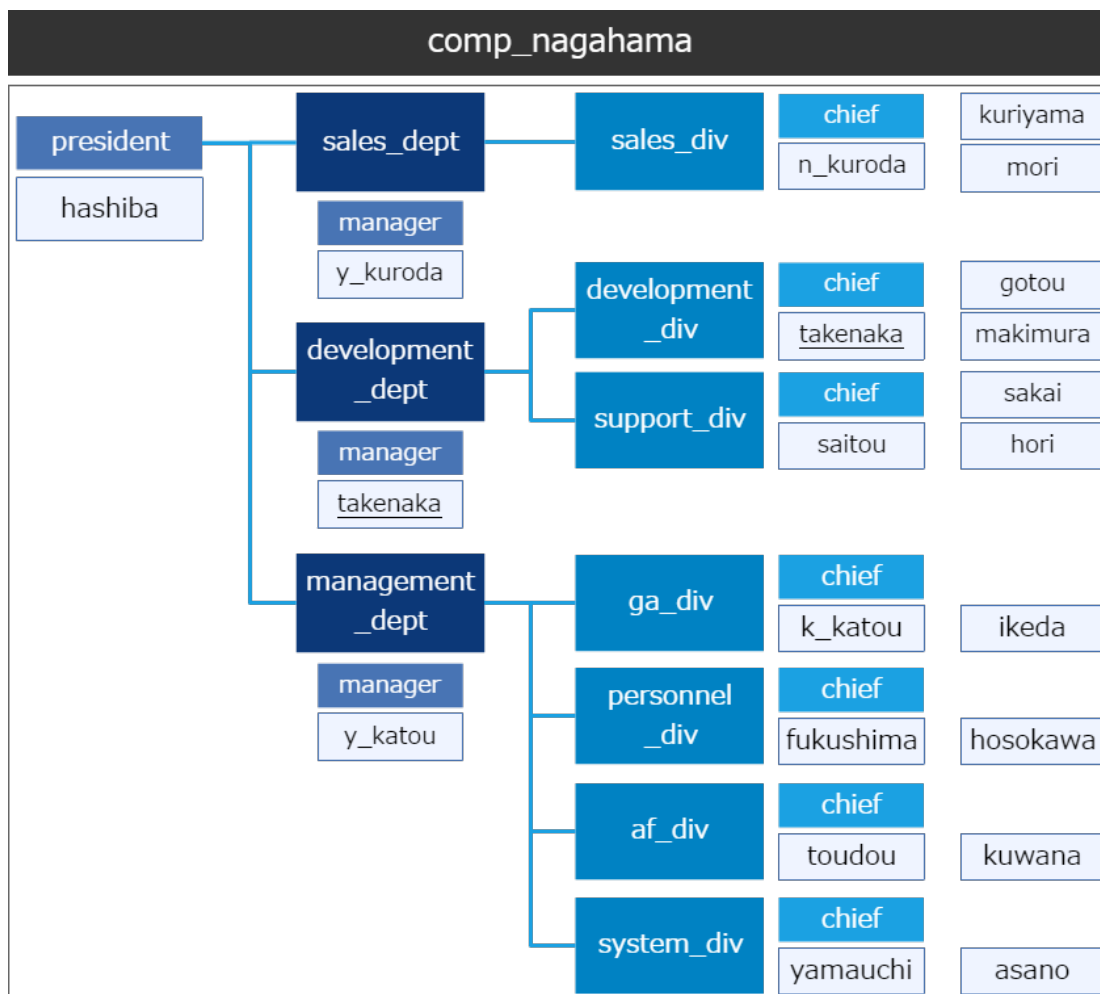 comp_nagahama
president
hashiba
sales_dept
manager
y_kuroda
sales_div
chief
n_kuroda
kuriyama
mori
development
_dept
manager
takenaka
development
_div
chief
takenaka
gotou
makimura
support_div
chief
saitou
sakai
hori
management
_dept
manager
y_katou
ga_div
chief
k_katou
ikeda
personnel
_div
chief
fukushima
hosokawa
af_div
chief
toudou
kuwana
system_div
chief
yamauchi
asano